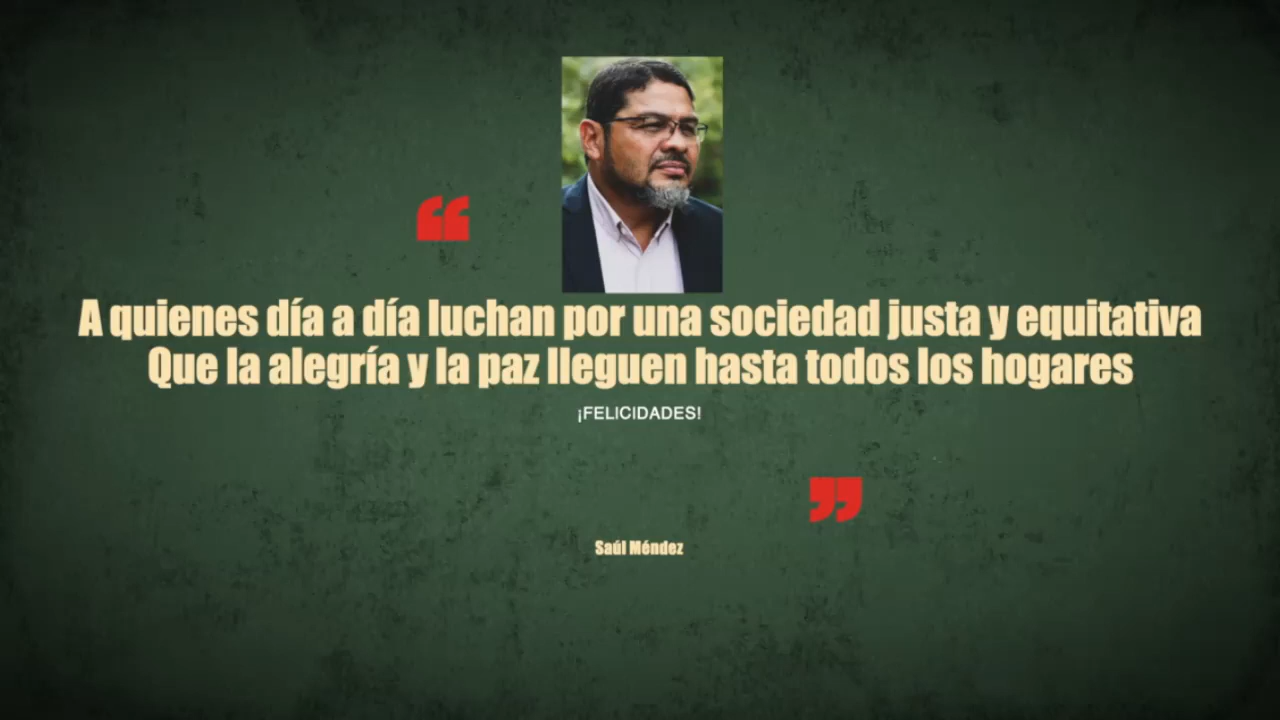 “
A quienes día a día luchan por una sociedad justa y equitativa
Que la alegría y la paz lleguen hasta todos los hogares
¡FELICIDADES!
”
Saúl Méndez